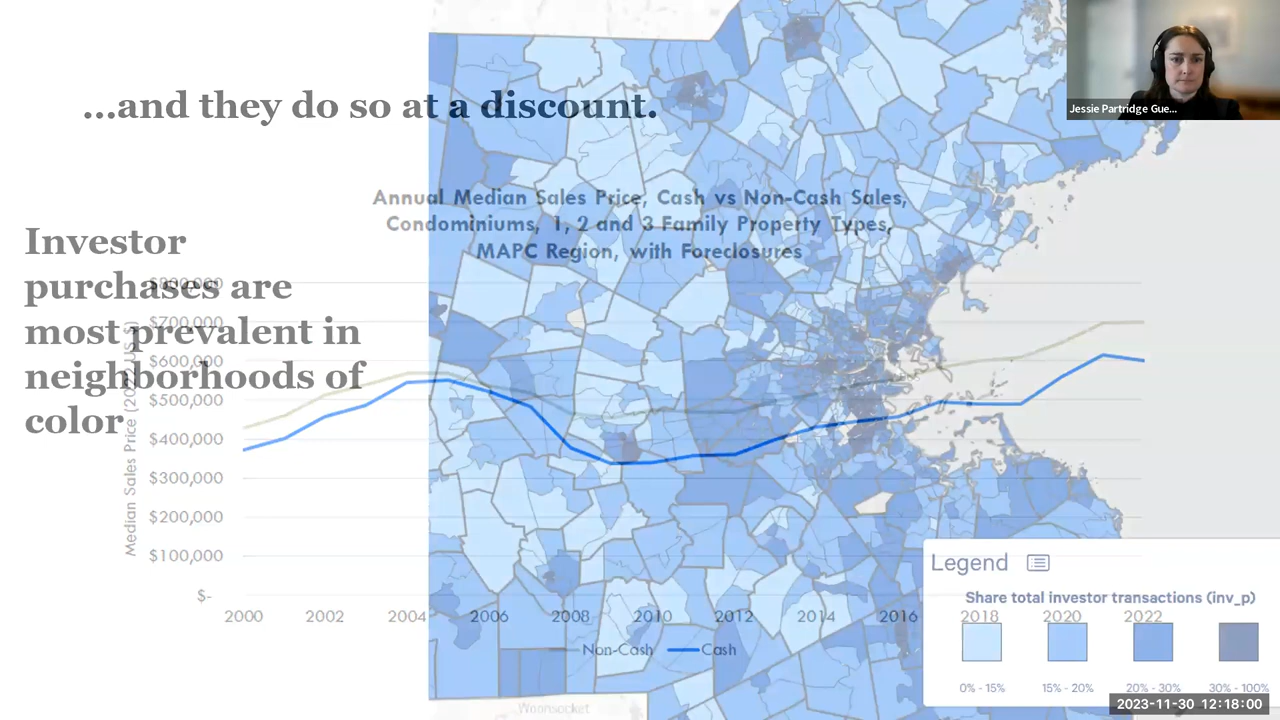 ...and they do so at a discount.
Jessie Partridge Gue...
Annual Median Sales Price, Cash vs Non-Cash Sales,
Condominiums, 1, 2 and 3 Family Property Types,
MAPC Region, with Foreclosures
Investor
purchases are
most prevalent in
neighborhoods of
color
$800,000
$700,000
$600,000
$500,000
$400,000
$300,000
$200,000
$100,000
$-
Median Sales Price
2000 2002 2004 2006 2008 2010 2012 2014 2016 2018 2020 2022
Non-Cash Cash
Legend
Share total investor transactions (inv_p)
0% - 15% 15% - 20% 20% - 30% 30% - 100%
Woonsocket
2023-11-30 12:18:00